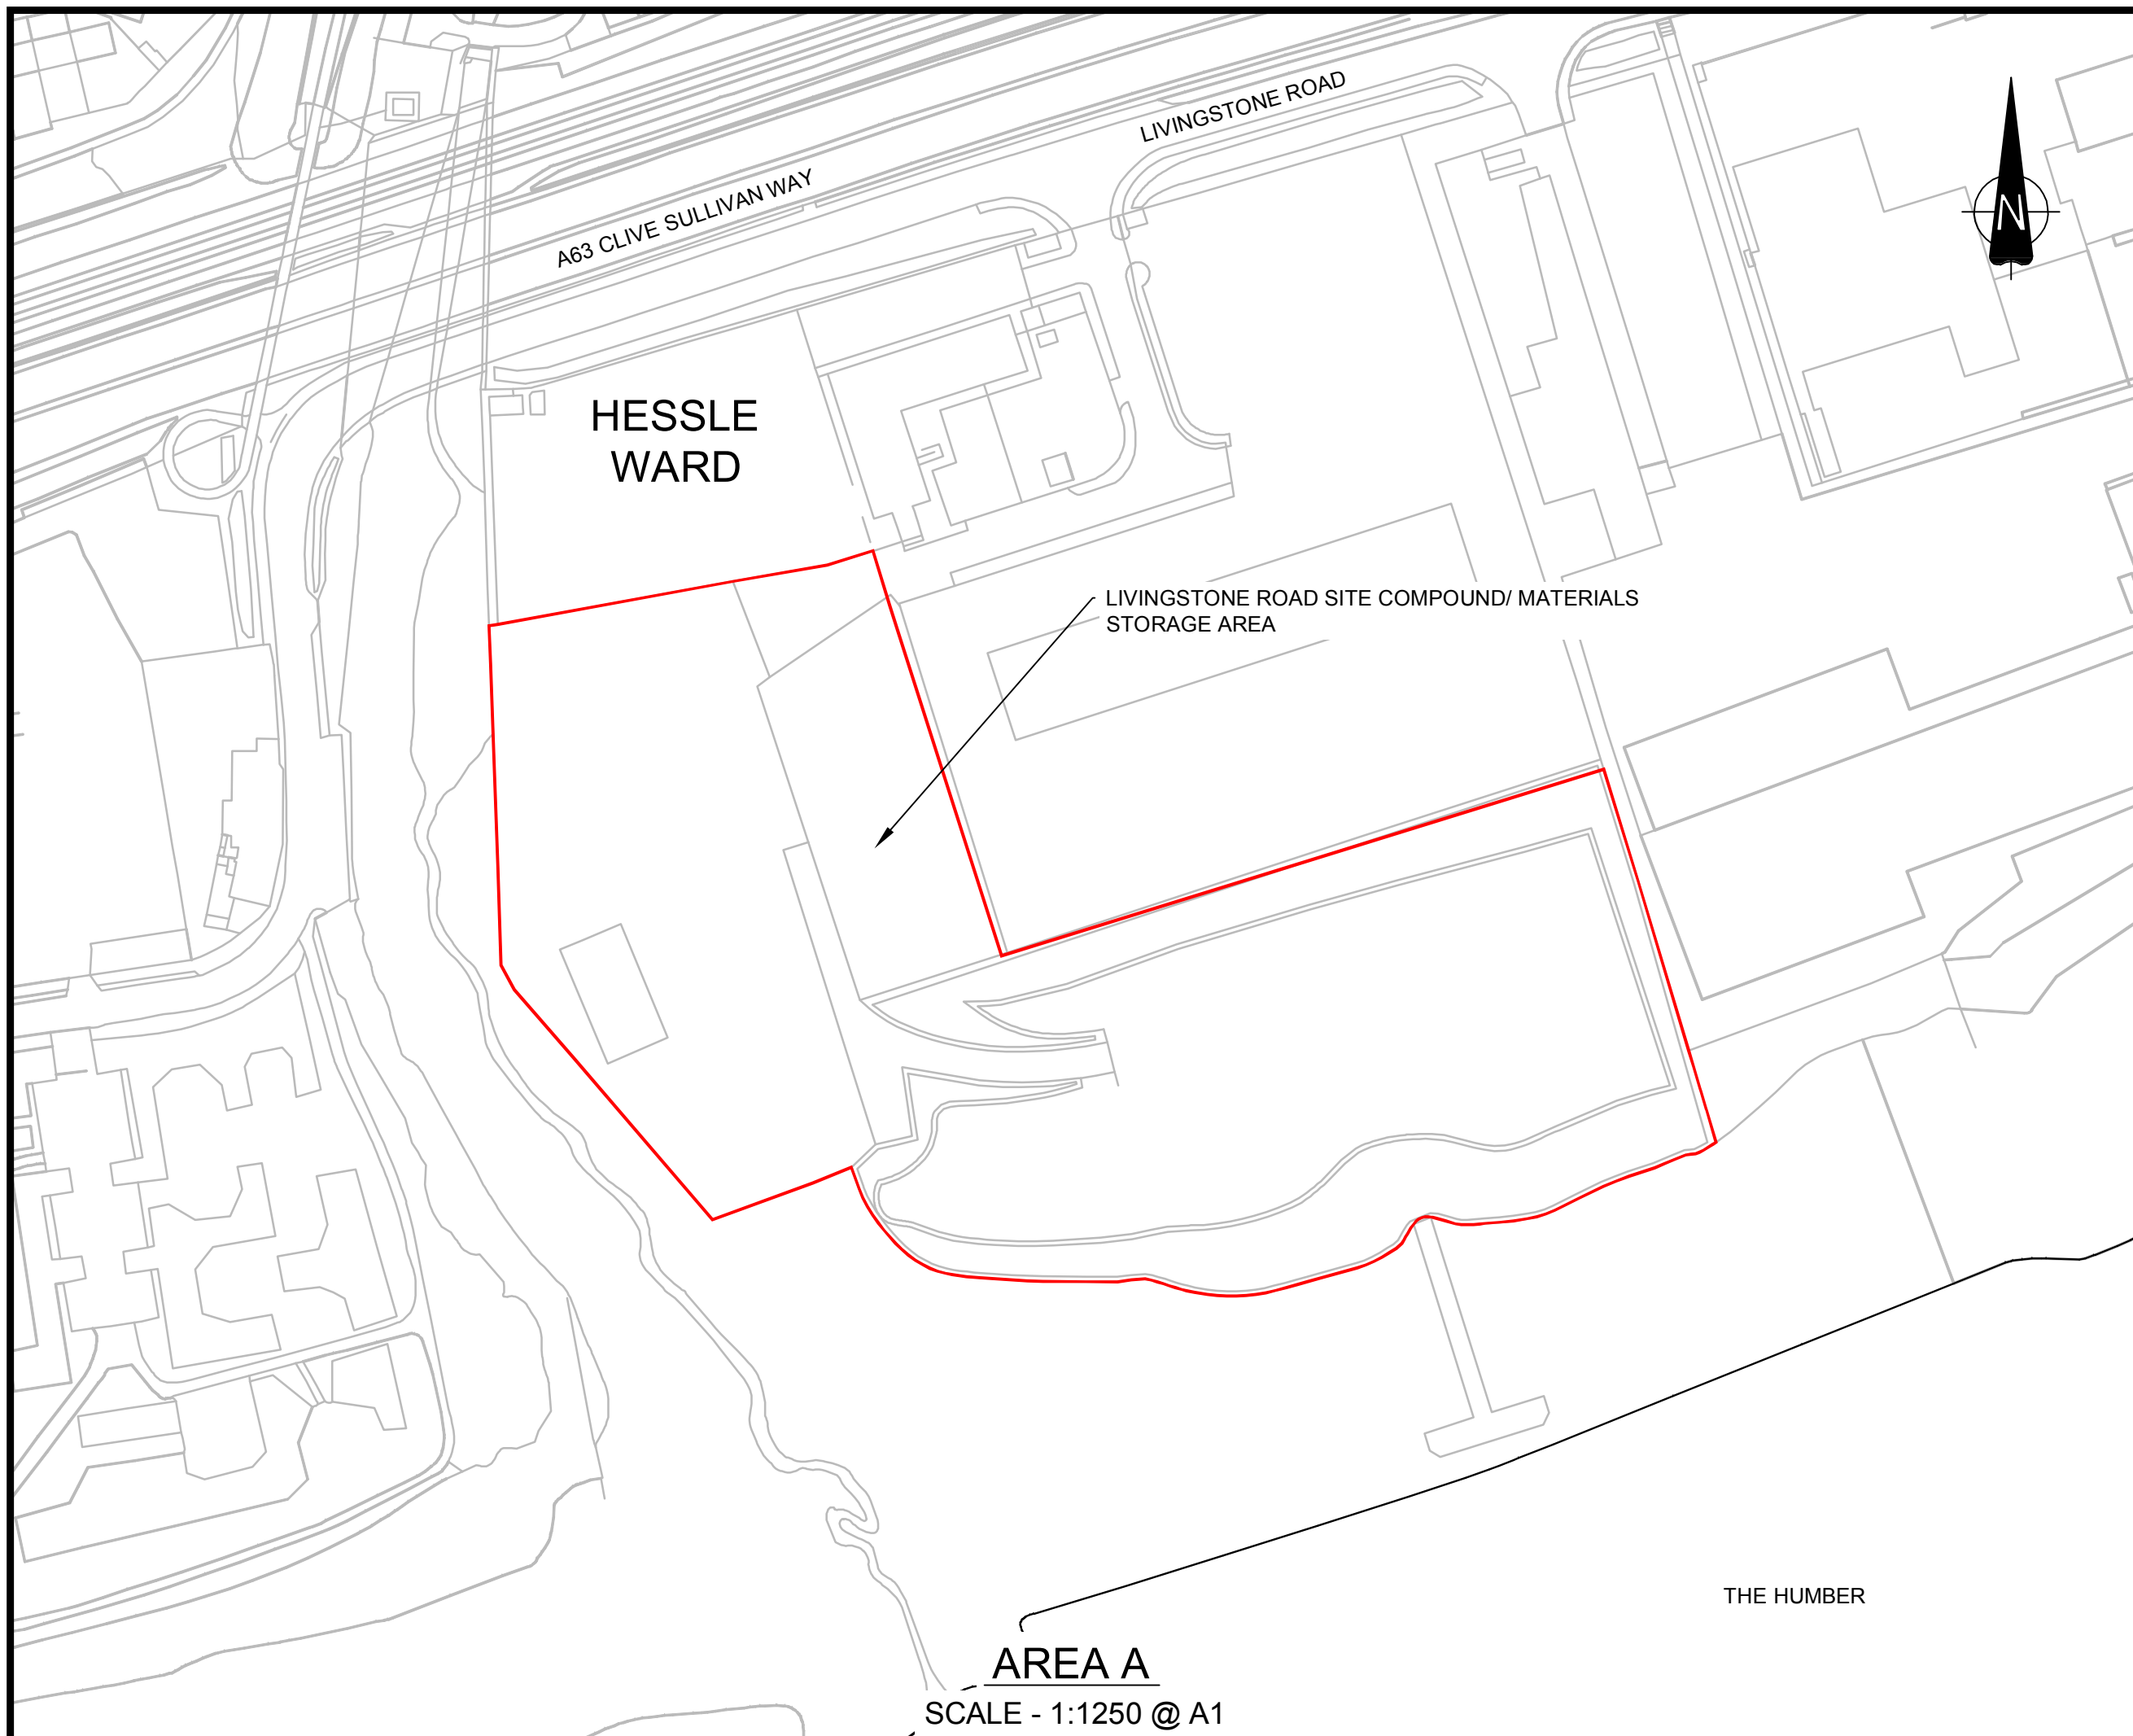 LIVINGSTONE ROAD
A63 CLIVE SULLIVAN WAY
N
HESSLE
WARD
LIVINGSTONE ROAD SITE COMPOUND/ MATERIALS
STORAGE AREA
THE HUMBER
AREA A
SCALE - 1:1250 @ A1